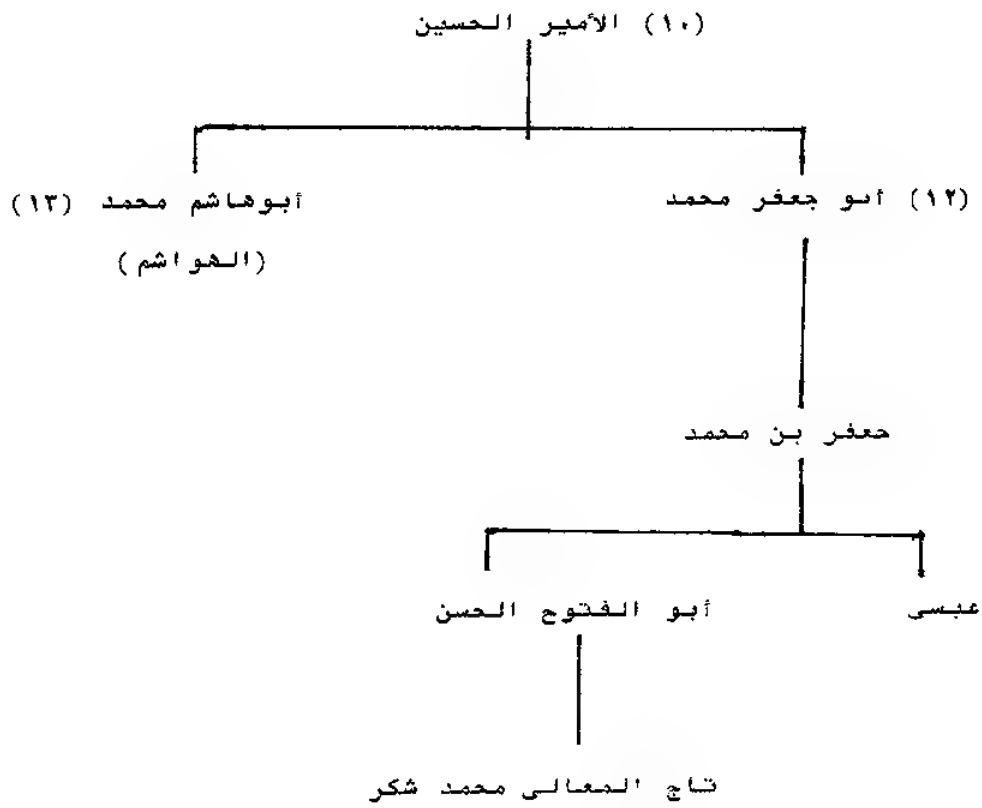 (١٠) الأمير الحسين
(١٢) أبو جعفر محمد
أبوهاشم محمد (١٣)
(الهواشم)
جعفر بن محمد
عيسى
أبو الفتوح الحسن
تاج المعالى محمد شكر